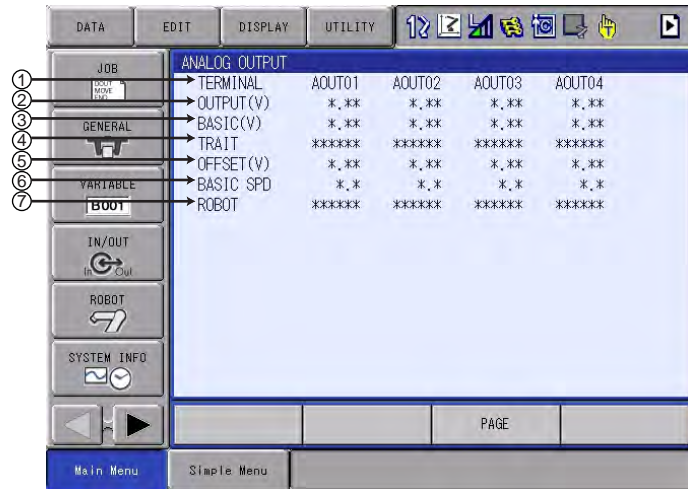 DATA EDIT DISPLAY UTILITY
JOB
GENERAL
VARIABLE
B001
IN/OUT
In Out
ROBOT
SYSTEM INFO
ANALOG OUTPUT
① TERMINAL AOUT01 AOUT02 AOUT03 AOUT04
② OUTPUT(V) *.** *.** *.** *.**
③ BASIC(V) *.** *.** *.** *.**
④ TRAIT ****** ****** ****** ******
⑤ OFFSET(V) *.** *.** *.** *.**
⑥ BASIC SPD *.* *.* *.* *.*
⑦ ROBOT ****** ****** ****** ******
PAGE
Main Menu Simple Menu